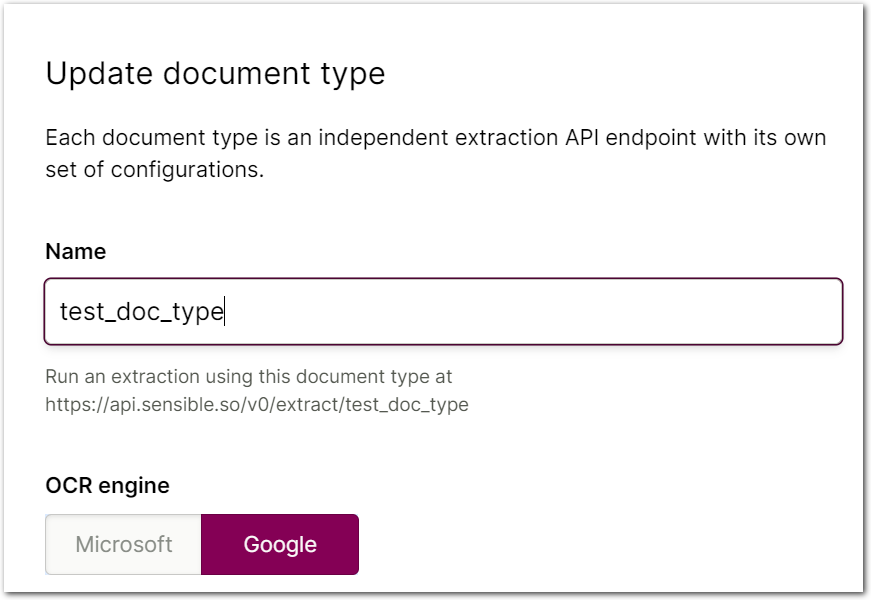 Update document type
Each document type is an independent extraction API endpoint with its own
set of configurations.
Name
test_doc_type
Run an extraction using this document type at
https://api.sensible.so/v0/extract/test_doc_type
OCR engine
Microsoft Google